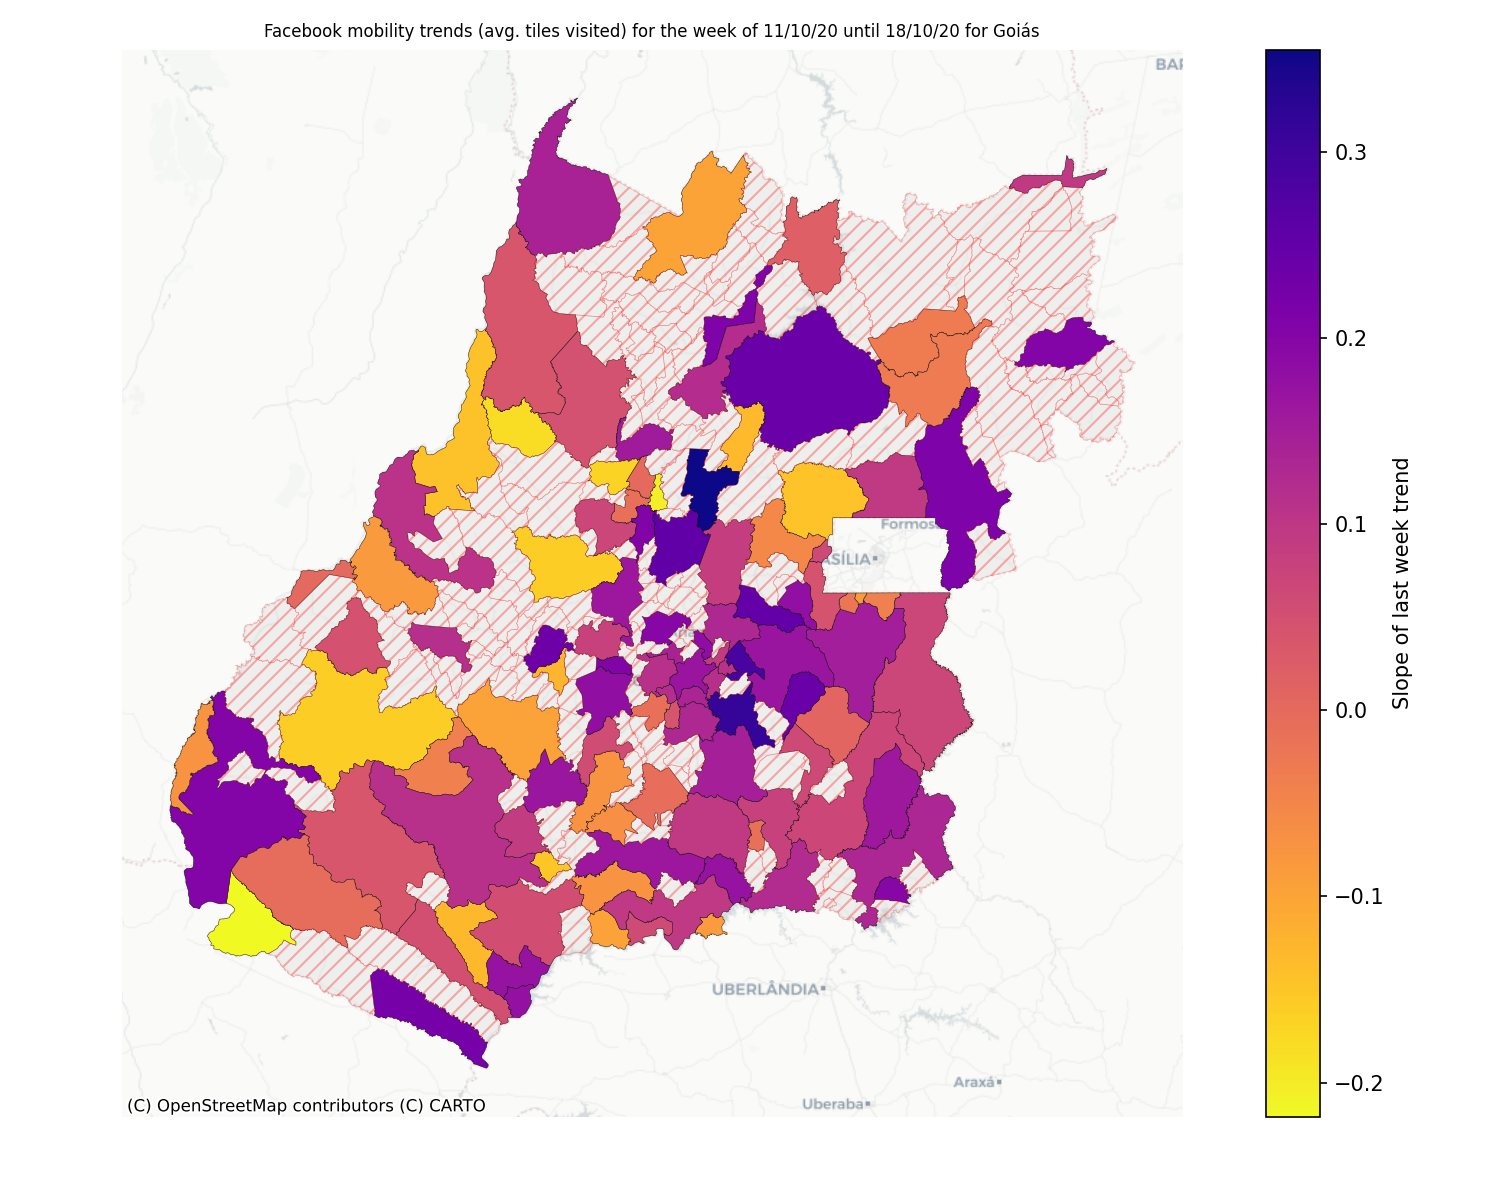 Facebook mobility trends (avg. tiles visited) for the week of 11/10/20 until 18/10/20 for Goiás
BAR
0.3
0.2
0.1
0.0
−0.1
−0.2
Slope of last week trend
Formos
ASÍLIA
UBERLÂNDIA
Araxá
Uberaba
(C) OpenStreetMap contributors (C) CARTO